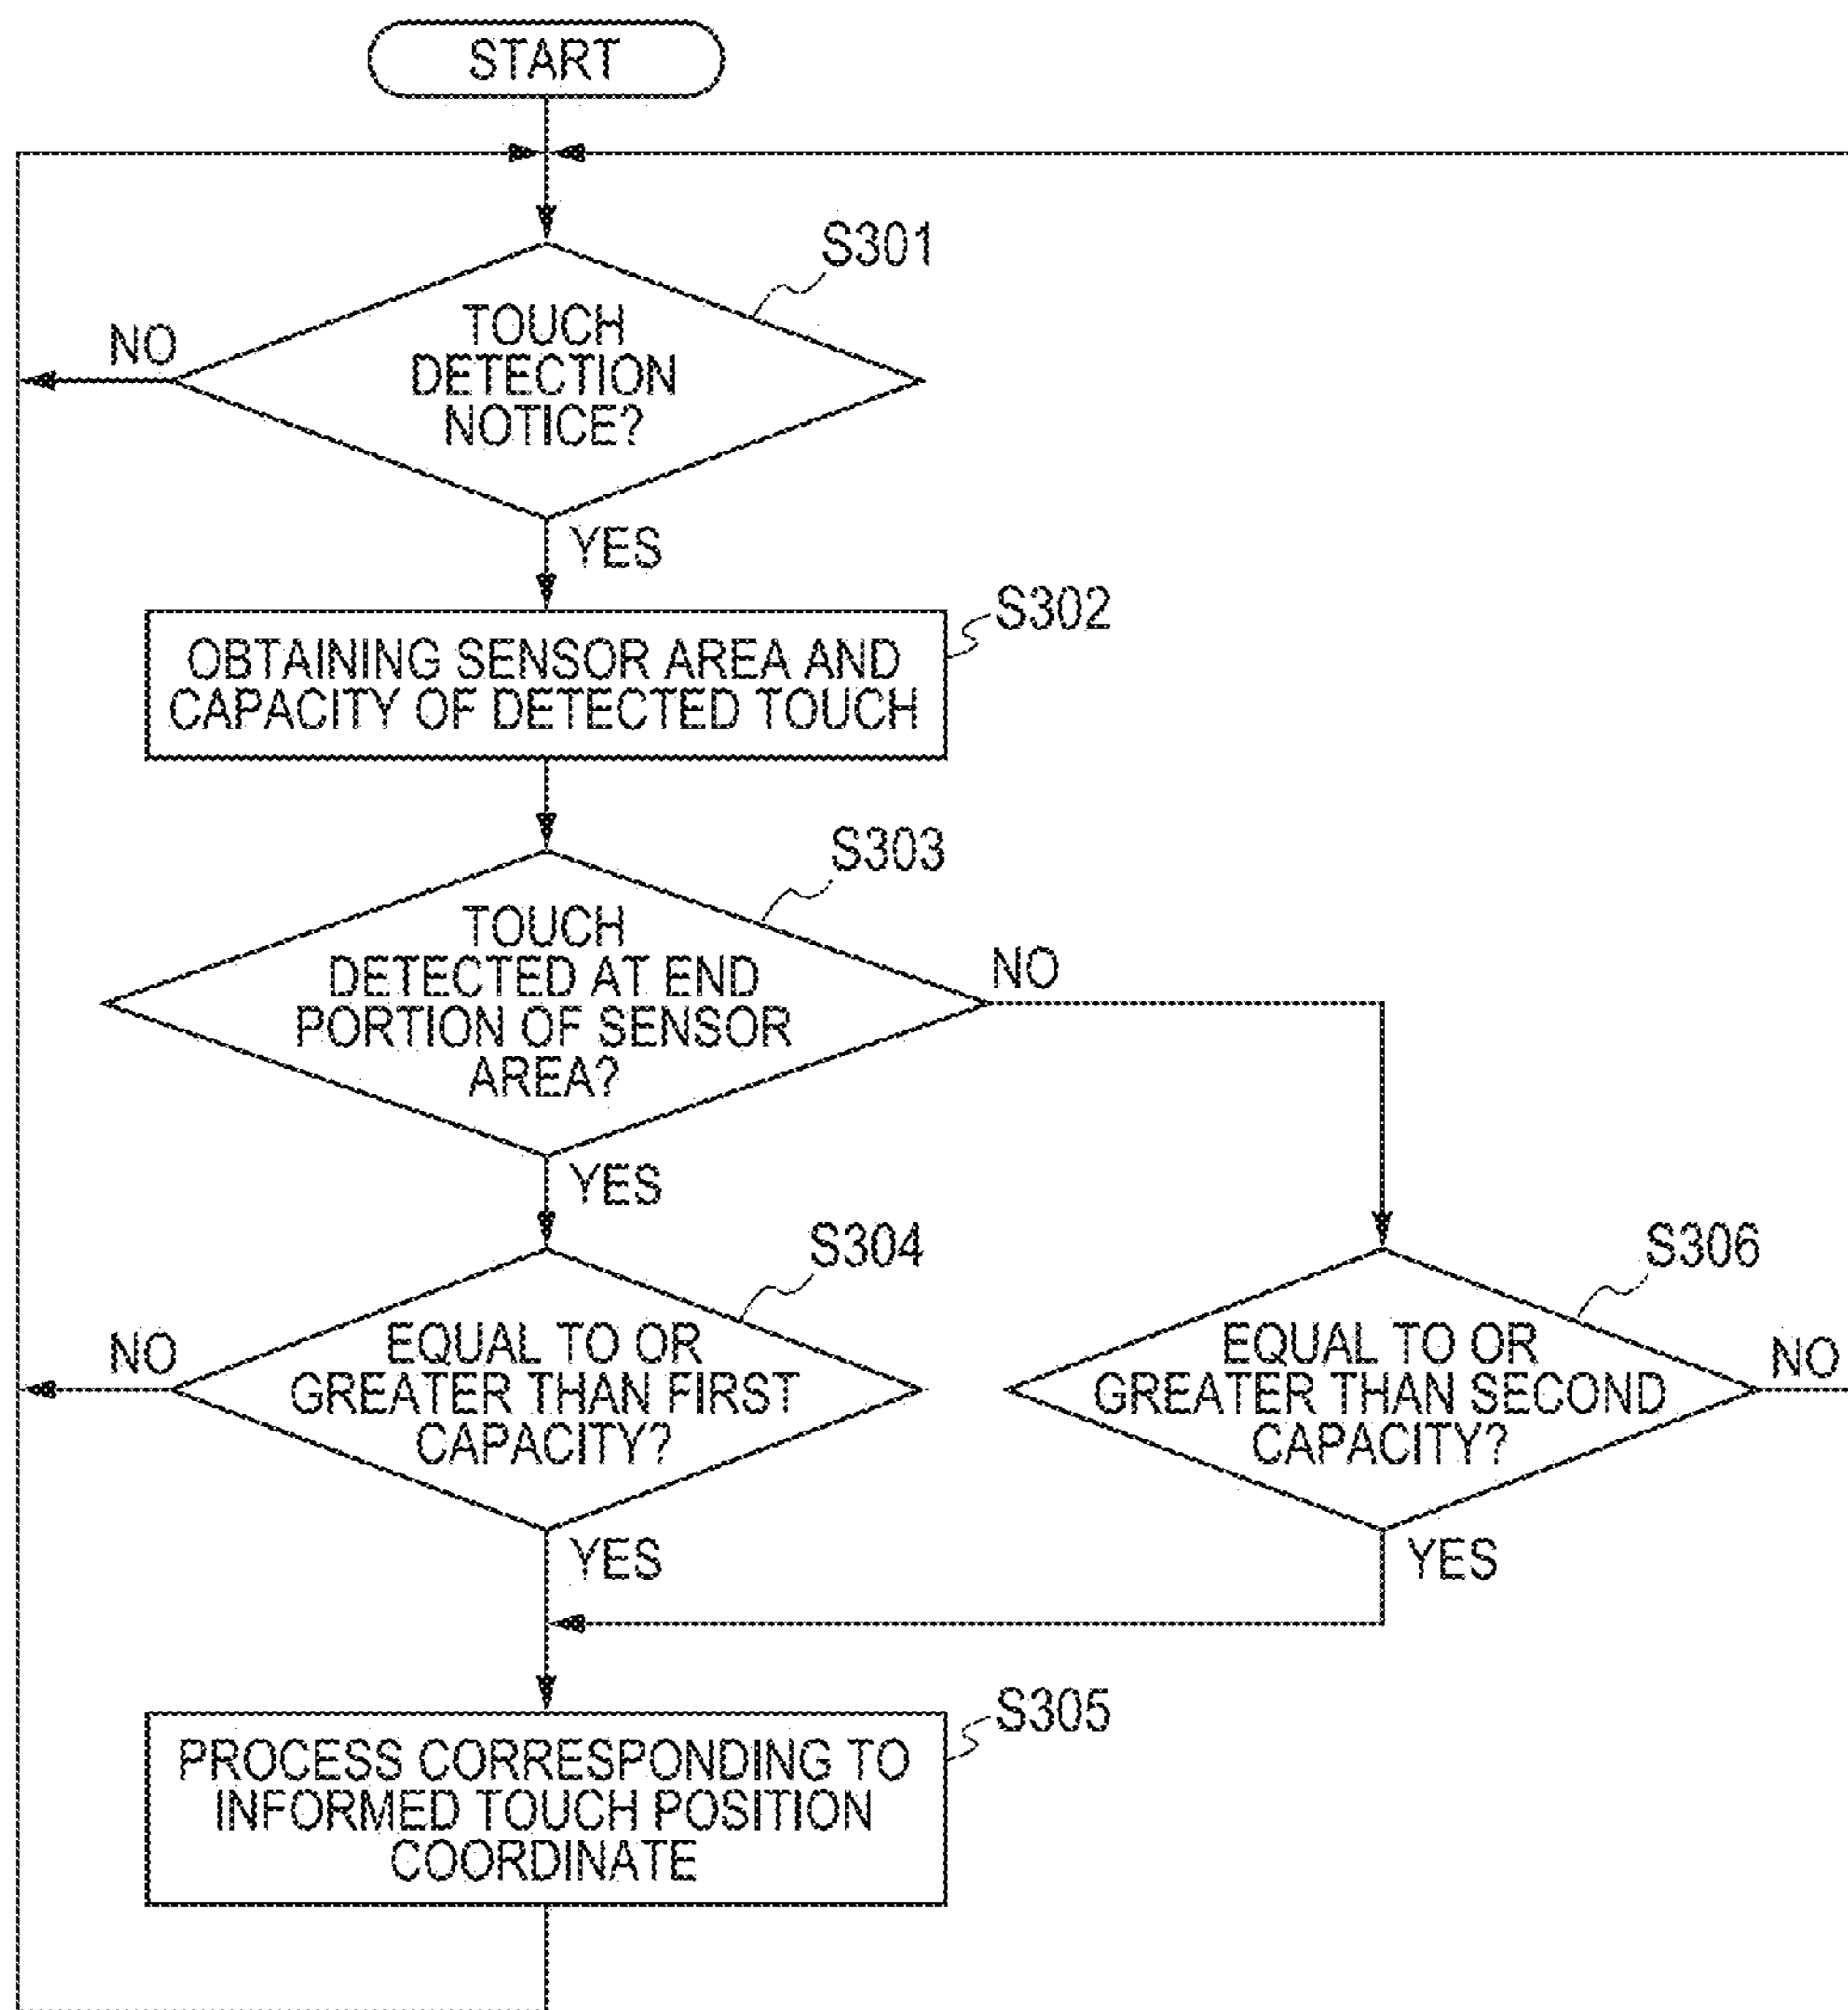 START
S301
TOUCH
DETECTION
NOTICE?
NO
YES
S302
OBTAINING SENSOR AREA AND
CAPACITY OF DETECTED TOUCH
S303
TOUCH
DETECTED AT END
PORTION OF SENSOR
AREA?
NO
YES
S304
EQUAL TO OR
GREATER THAN FIRST
CAPACITY?
NO
YES
S306
EQUAL TO OR
GREATER THAN SECOND
CAPACITY?
NO
YES
S305
PROCESS CORRESPONDING TO
INFORMED TOUCH POSITION
COORDINATE